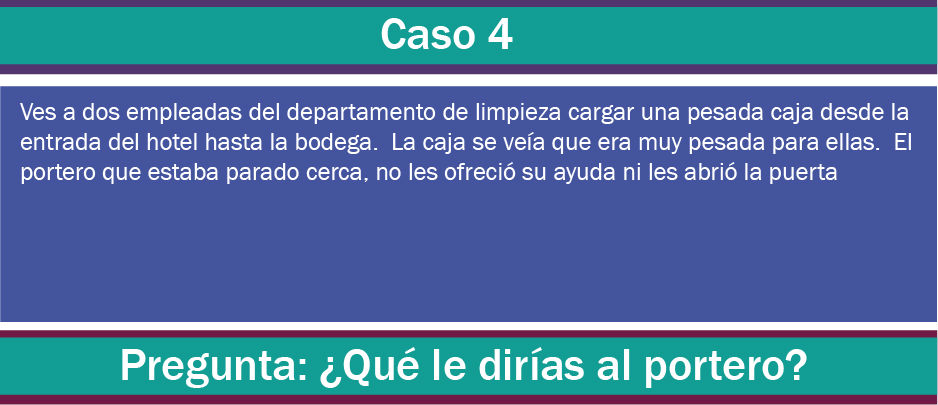 Caso 4
Ves a dos empleadas del departamento de limpieza cargar una pesada caja desde la
entrada del hotel hasta la bodega.  La caja se veía que era muy pesada para ellas.  El
portero que estaba parado cerca, no les ofreció su ayuda ni les abrió la puerta
Pregunta: ¿Qué le dirías al portero?